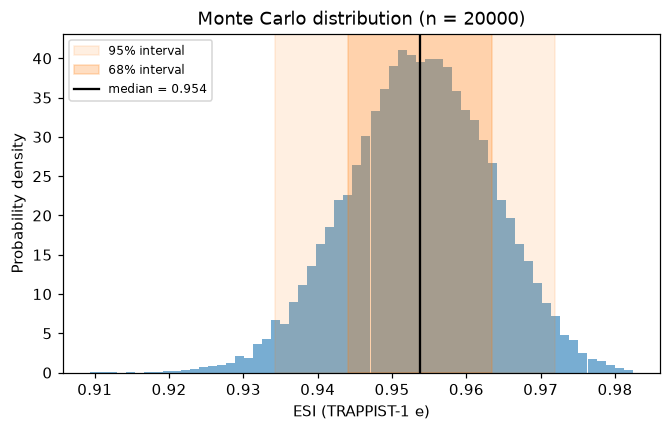 Monte Carlo distribution (n = 20000)
95% interval
68% interval
median = 0.954
Probability density
40
35
30
25
20
15
10
5
0
0.91 0.92 0.93 0.94 0.95 0.96 0.97 0.98
ESI (TRAPPIST-1 e)